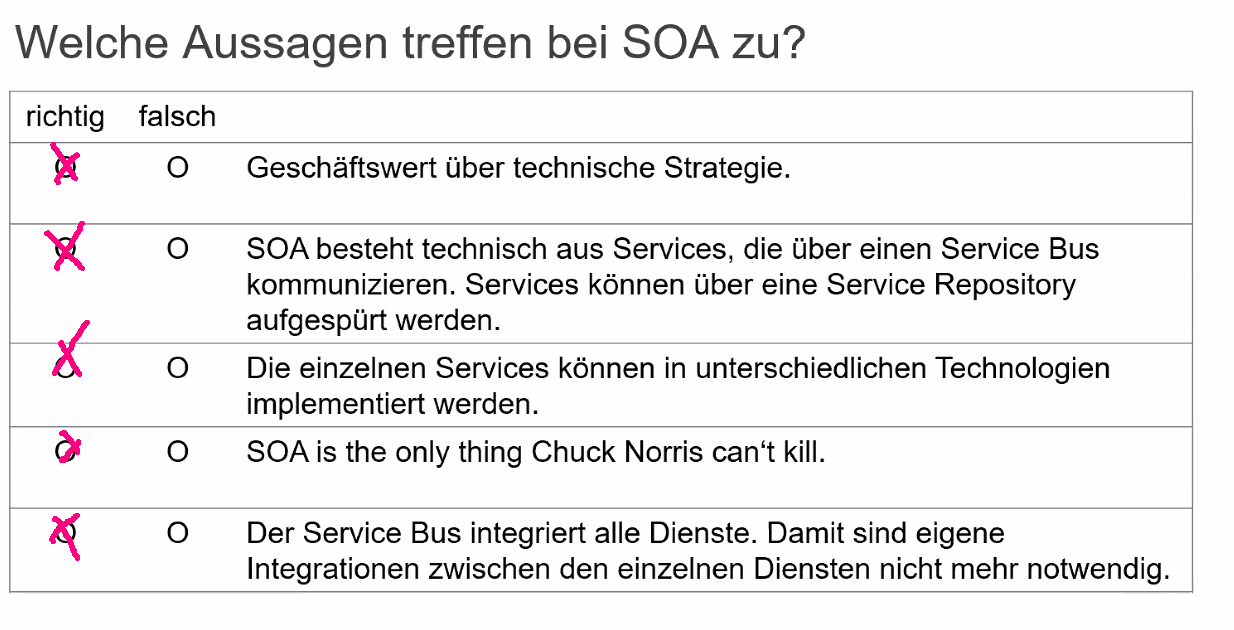 Welche Aussagen treffen bei SOA zu?
richtig falsch
O Geschäftswert über technische Strategie.
O SOA besteht technisch aus Services, die über einen Service Bus
kommunizieren. Services können über eine Service Repository
aufgespürt werden.
O Die einzelnen Services können in unterschiedlichen Technologien
implementiert werden.
O SOA is the only thing Chuck Norris can‘t kill.
O Der Service Bus integriert alle Dienste. Damit sind eigene
Integrationen zwischen den einzelnen Diensten nicht mehr notwendig.